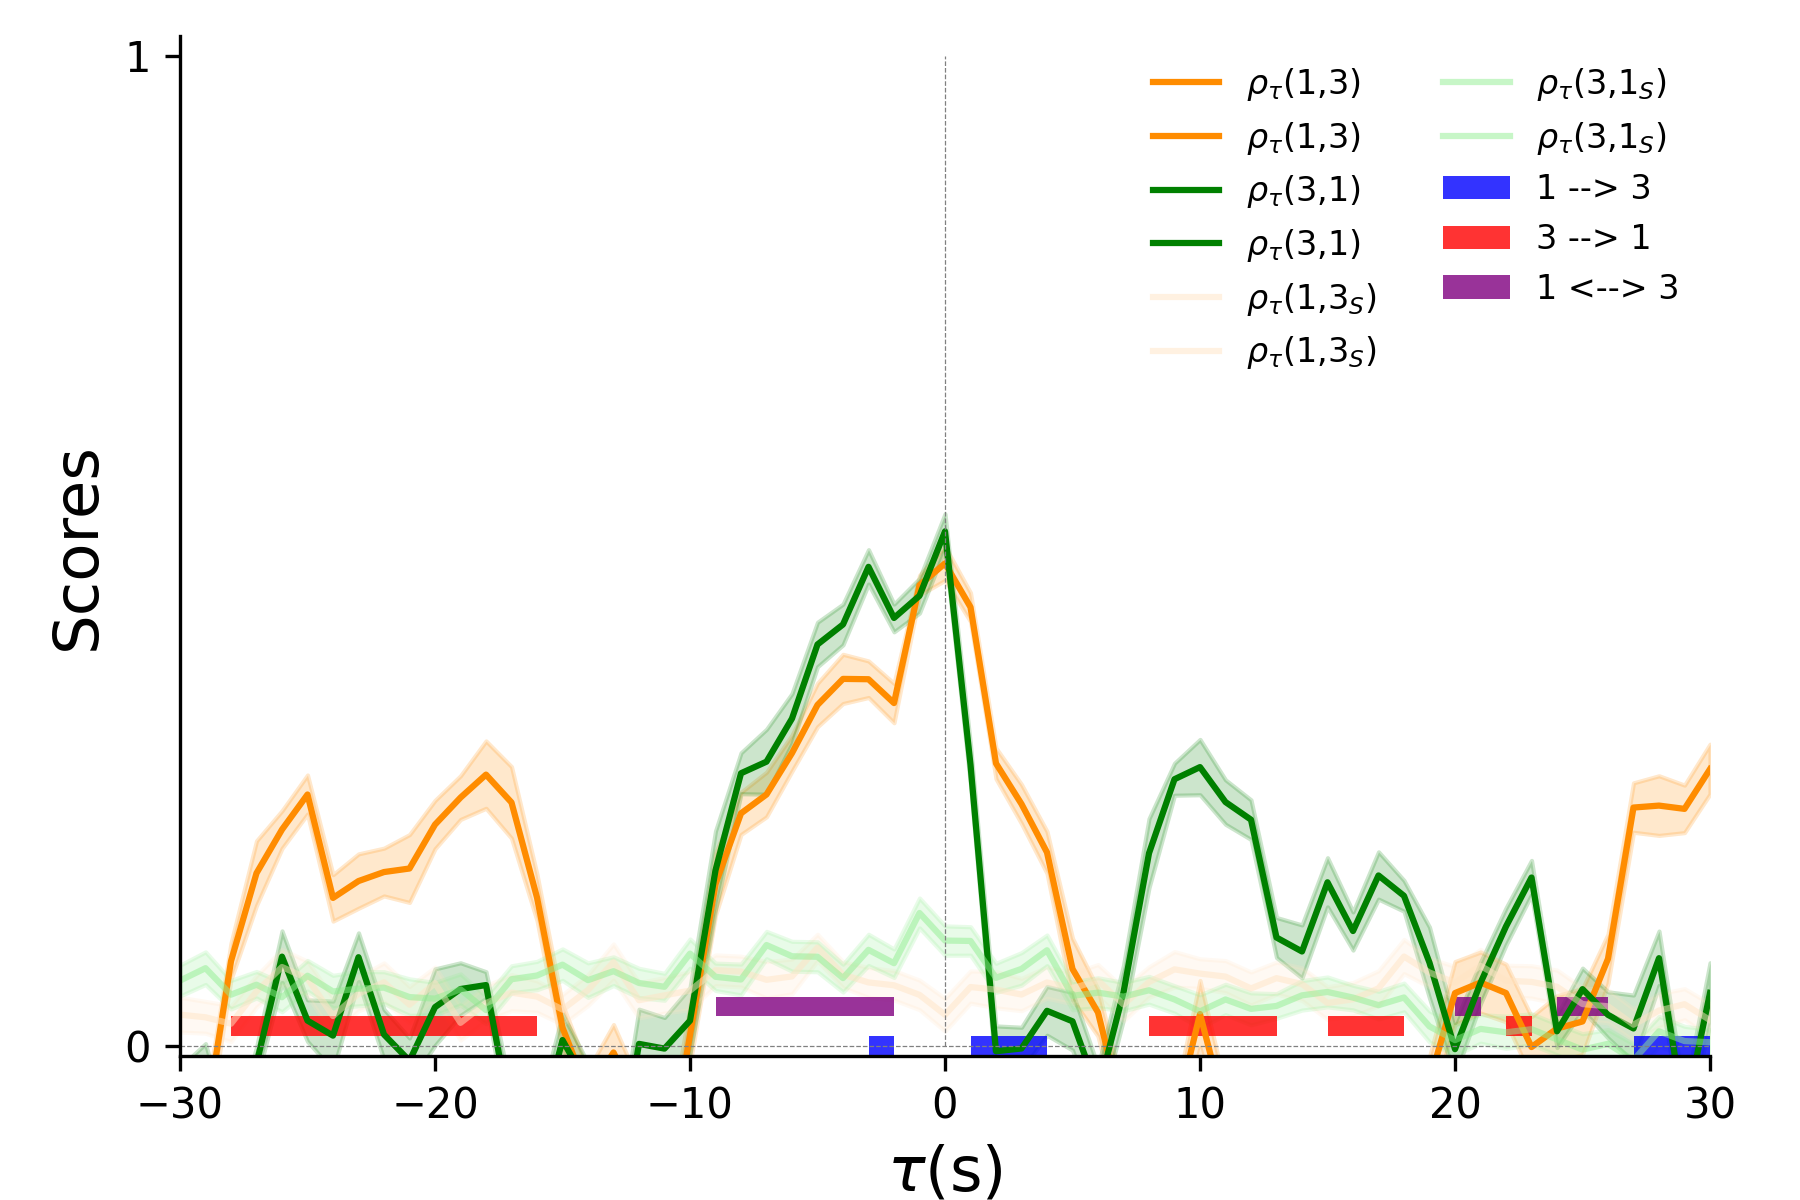 1
ρτ(1,3)
ρτ(1,3)
ρτ(3,1)
ρτ(3,1)
ρτ(1,3S)
ρτ(1,3S)
ρτ(3,1S)
ρτ(3,1S)
1 --> 3
3 --> 1
1 <--> 3
Scores
0
−30 −20 −10 0 10 20 30
τ(s)